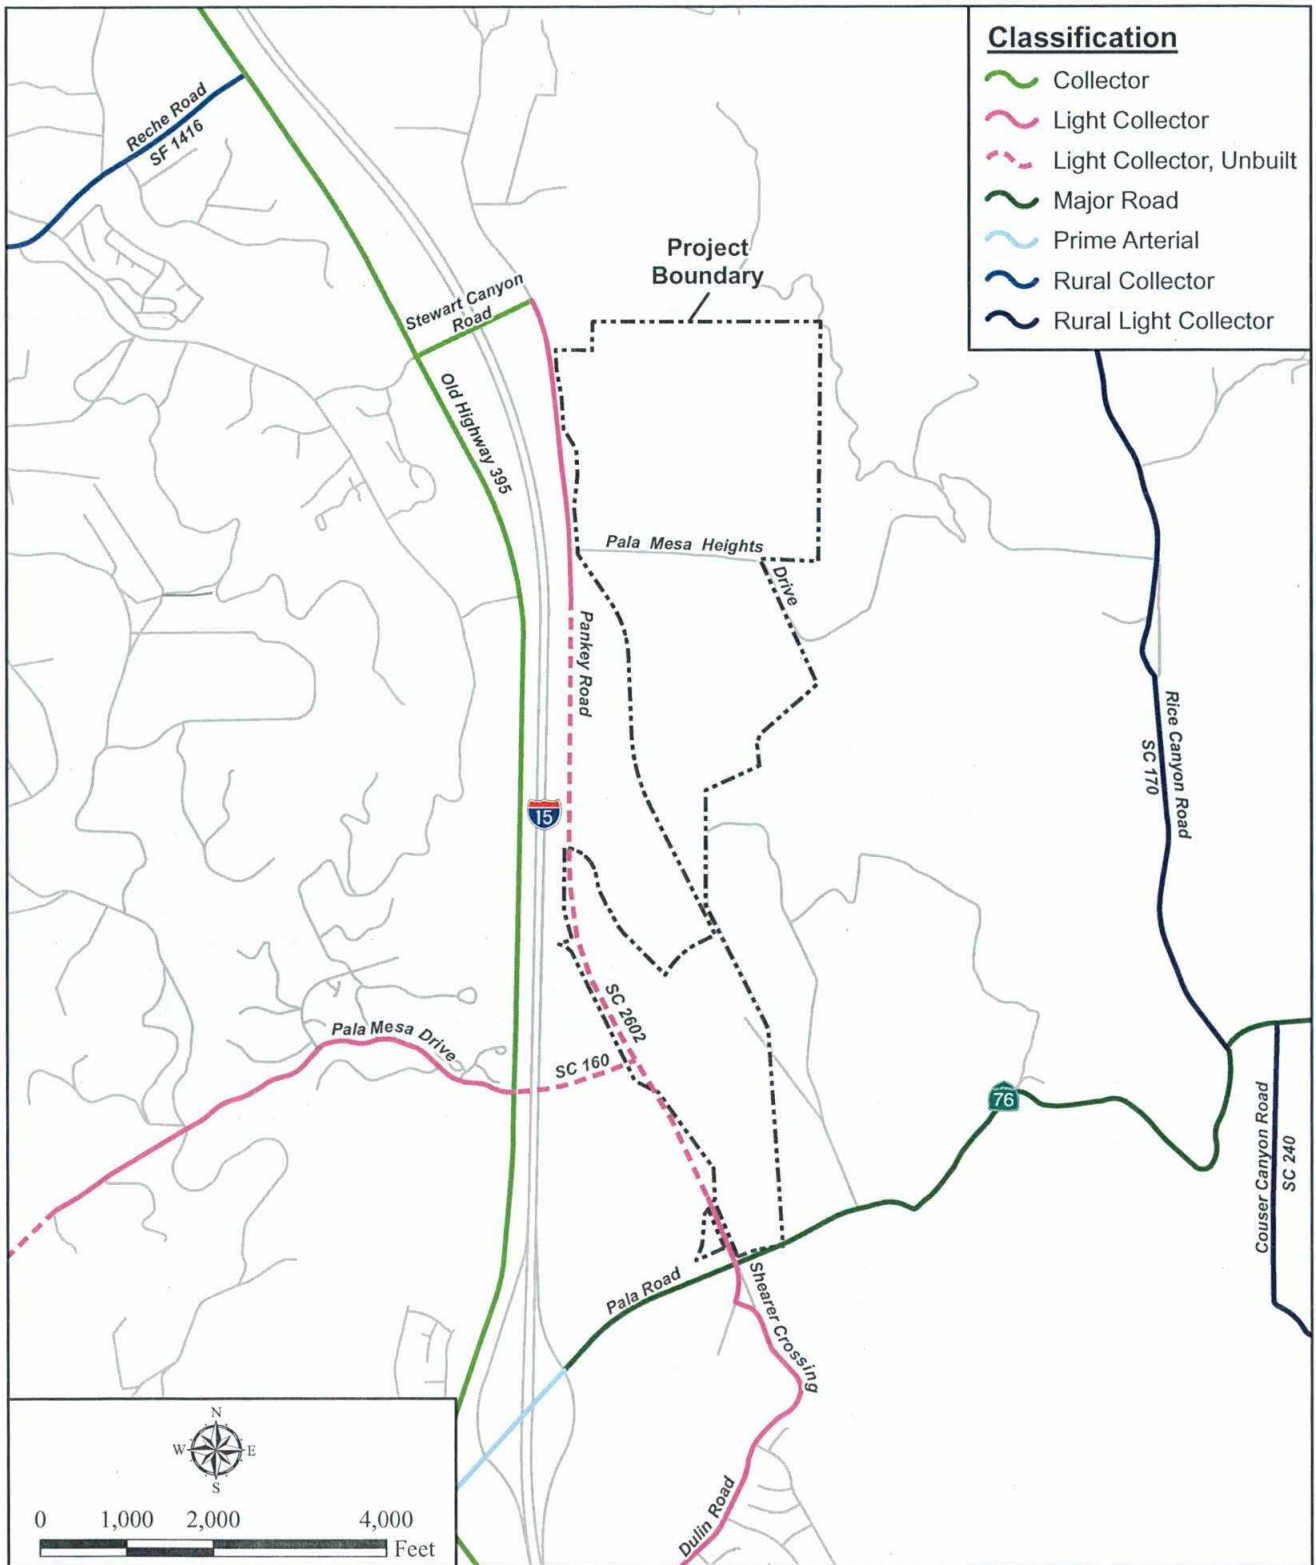 Classification
Collector
Light Collector
Light Collector, Unbuilt
Major Road
Prime Arterial
Rural Collector
Rural Light Collector
Reche Road
SF 1416
Project
Boundary
Stewart Canyon
Road
Old Highway 395
Pala Mesa Heights
Drive
Pankey Road
Rice Canyon Road
SC 170
15
SC 2602
Pala Mesa Drive
SC 160
76
Couser Canyon Road
SC 240
Pala Road
Shearer Crossing
Dulin Road
N
W E
S
0 1,000 2,000 4,000
Feet